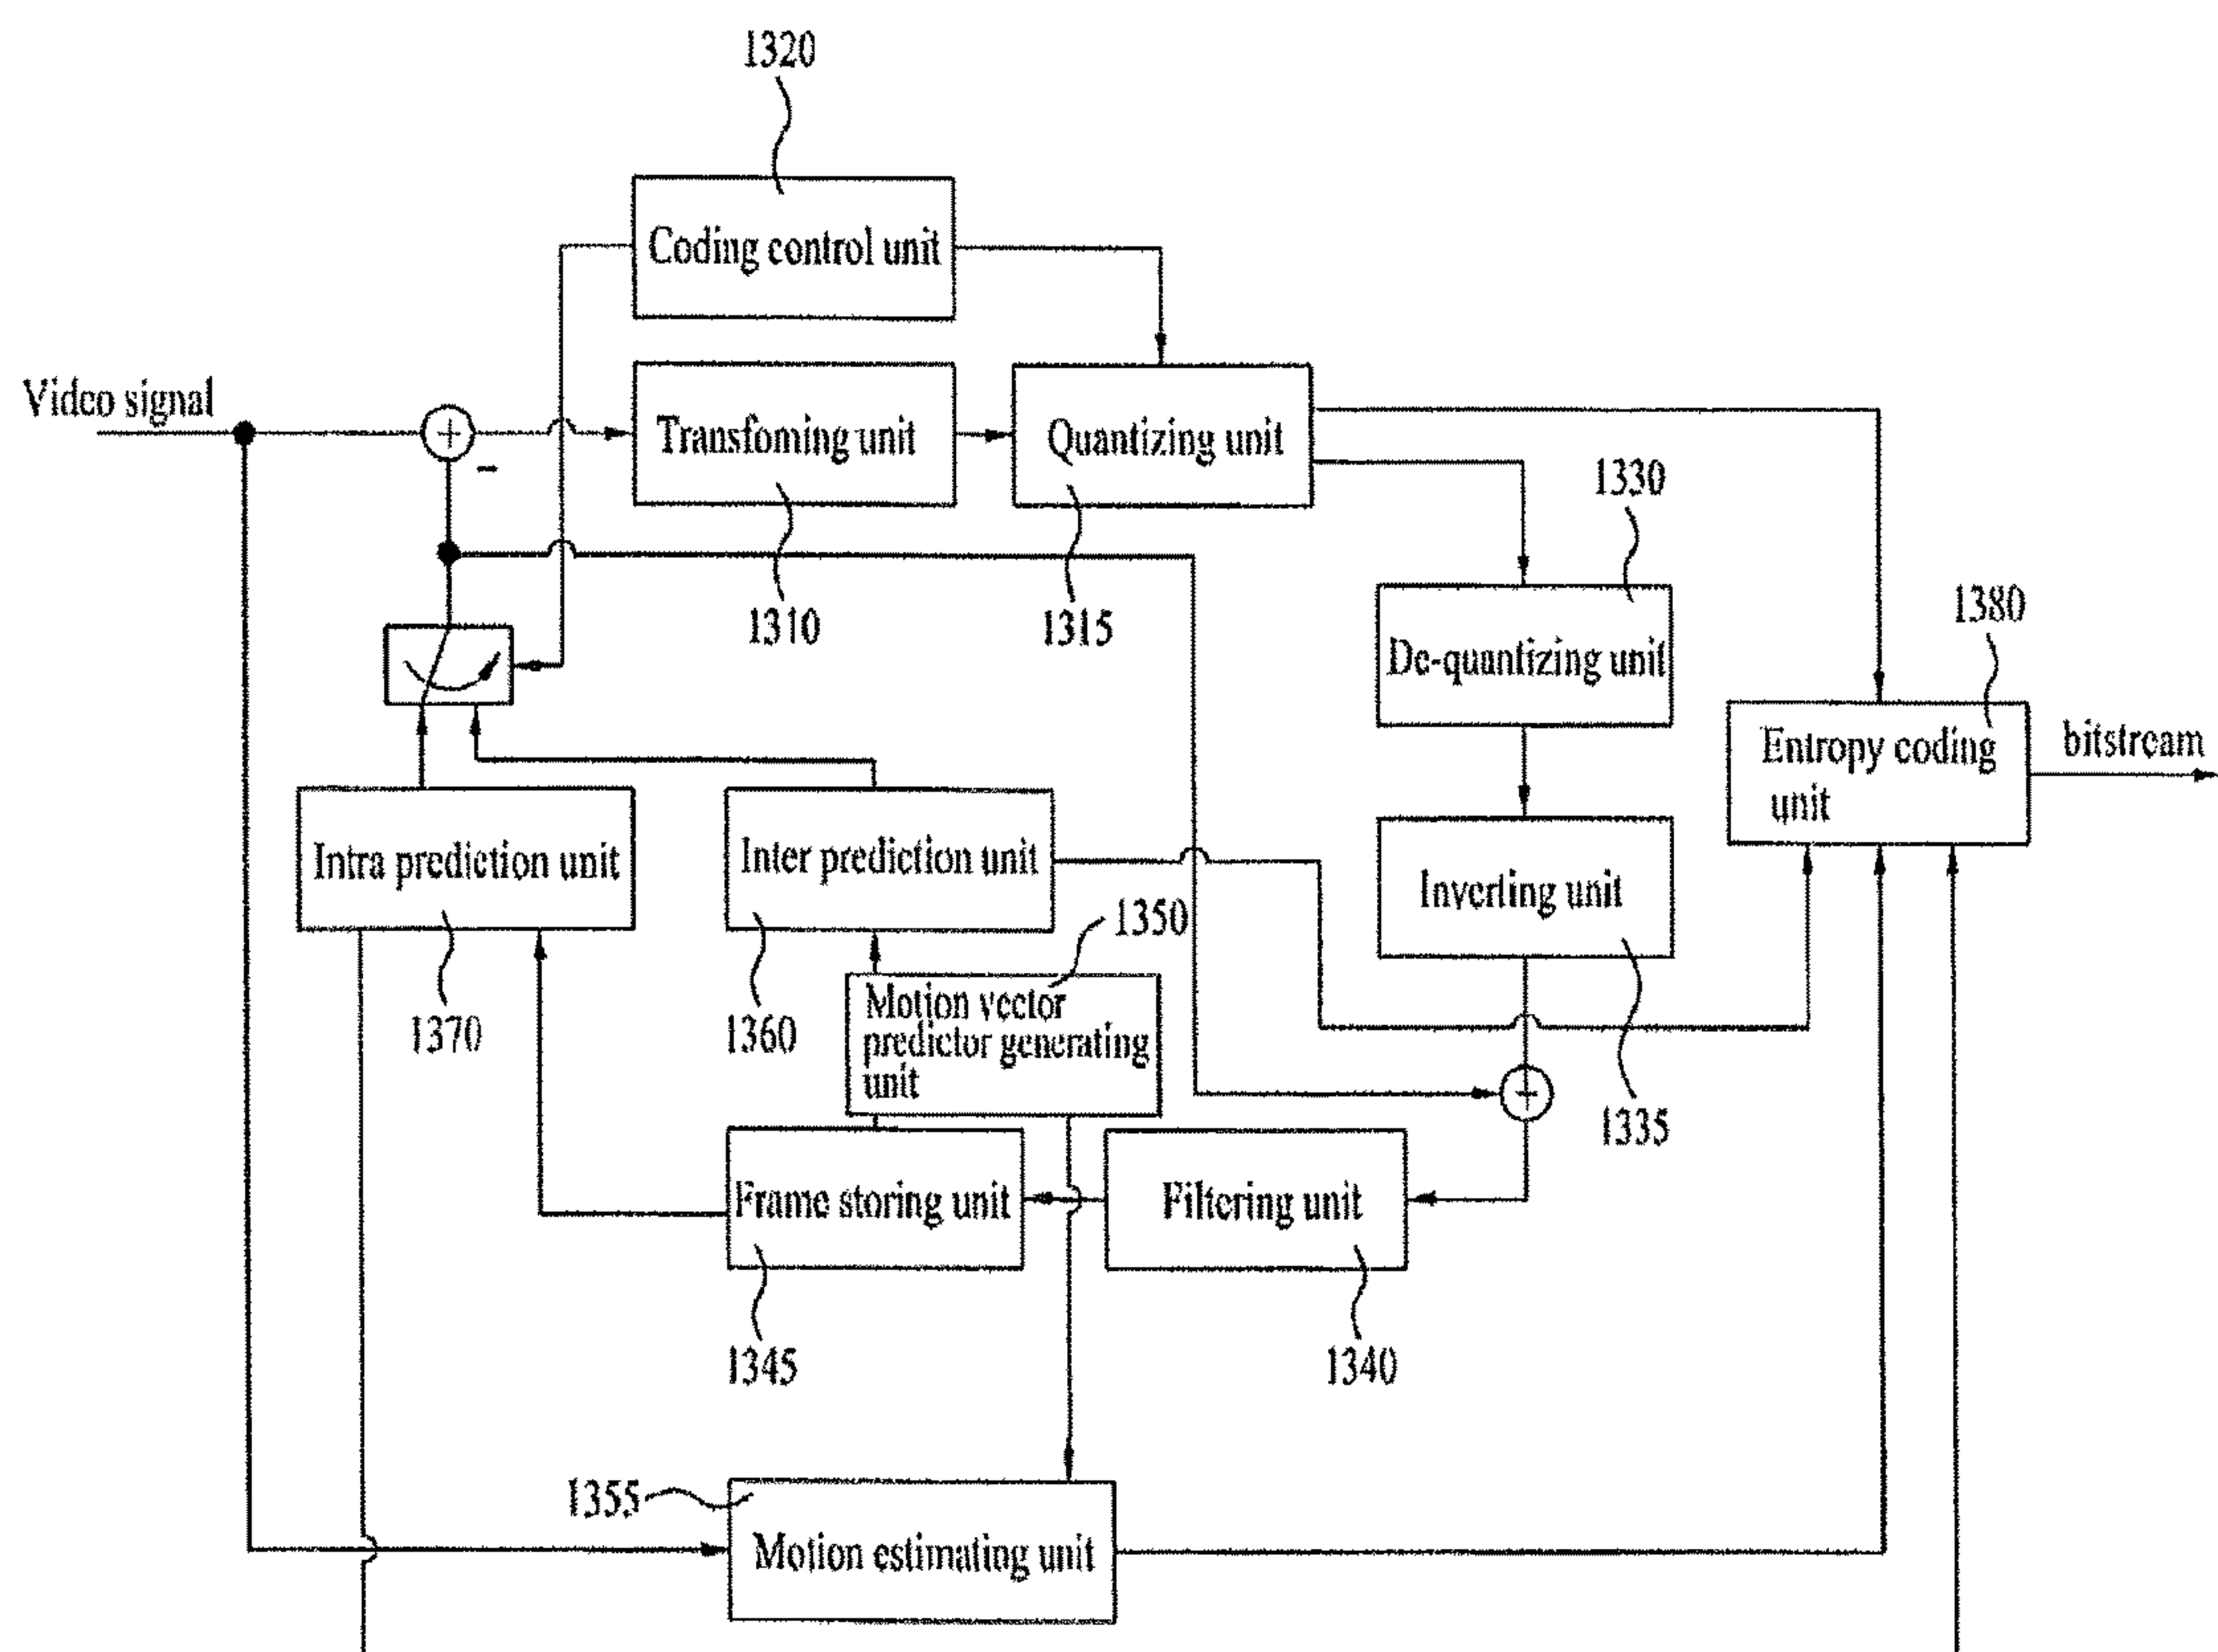 1320
Coding control unit
Video signal
+
-
Transfoming unit
Quantizing unit
1330
1310
1315
De-quantizing unit
1380
Entropy coding
unit
bitstream
Intra prediction unit
Inter prediction unit
Inverting unit
1350
1370
1360
Motion vector
predictor generating
unit
+
1335
Frame storing unit
Filtering unit
1345
1340
1355
Motion estimating unit